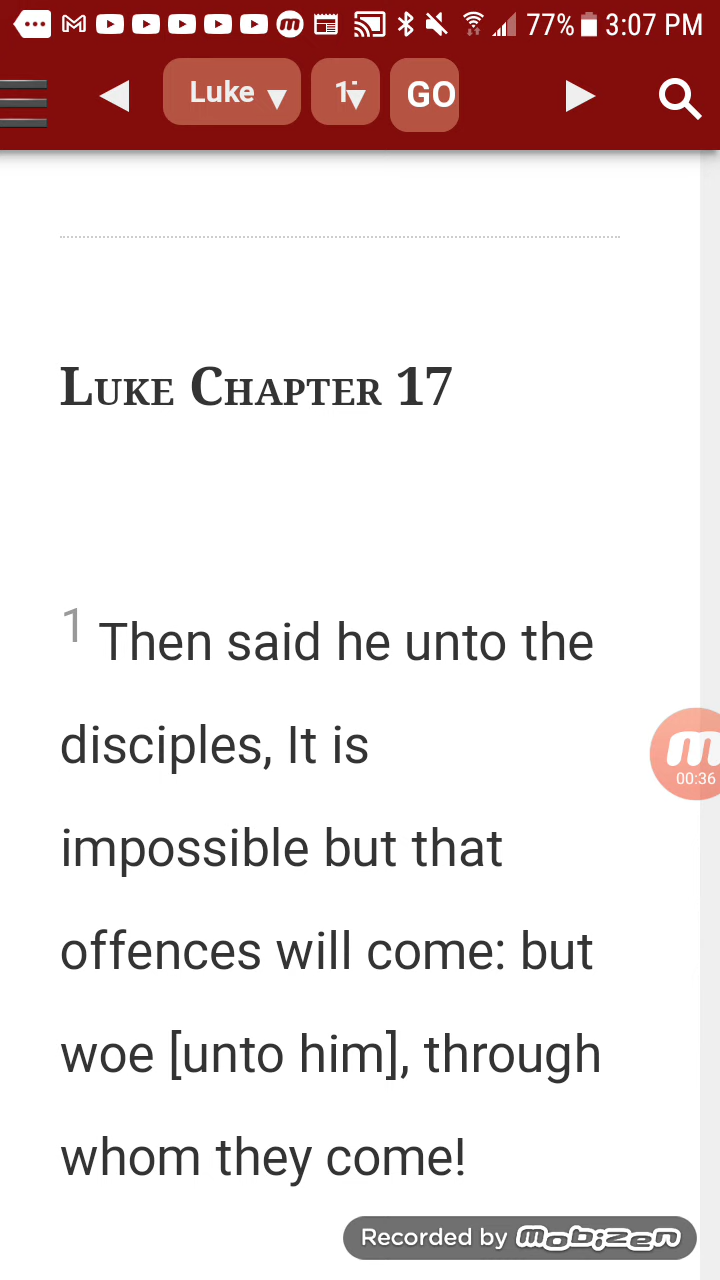 77% 3:07 PM
Luke GO
Luke Chapter 17
1 Then said he unto the
disciples, It is
impossible but that
offences will come: but
woe [unto him], through
whom they come!
m
00:36
Recorded by mobizen